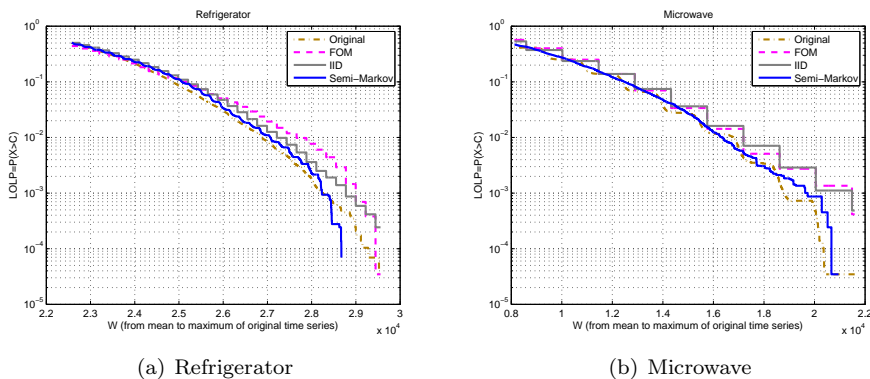 Refrigerator
10^0
10^-1
10^-2
10^-3
10^-4
10^-5
LOLP=P(X>C)
Original
FOM
IID
Semi-Markov
2.2 2.3 2.4 2.5 2.6 2.7 2.8 2.9 3
x 10^4
W (from mean to maximum of original time series)
(a) Refrigerator
Microwave
10^0
10^-1
10^-2
10^-3
10^-4
10^-5
LOLP=P(X>C)
Original
FOM
IID
Semi-Markov
0.8 1 1.2 1.4 1.6 1.8 2 2.2
x 10^4
W (from mean to maximum of original time series)
(b) Microwave